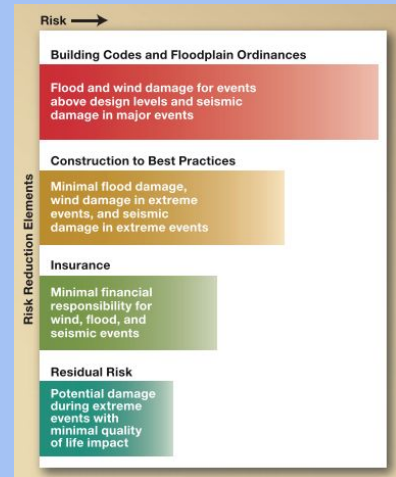 Risk
Building Codes and Floodplain Ordinances
Flood and wind damage for events
above design levels and seismic
damage in major events
Construction to Best Practices
Minimal flood damage,
wind damage in extreme
events, and seismic
damage in extreme events
Insurance
Minimal financial
responsibility for
wind, flood, and
seismic events
Residual Risk
Potential damage
during extreme
events with
minimal quality
of life impact
Risk Reduction Elements